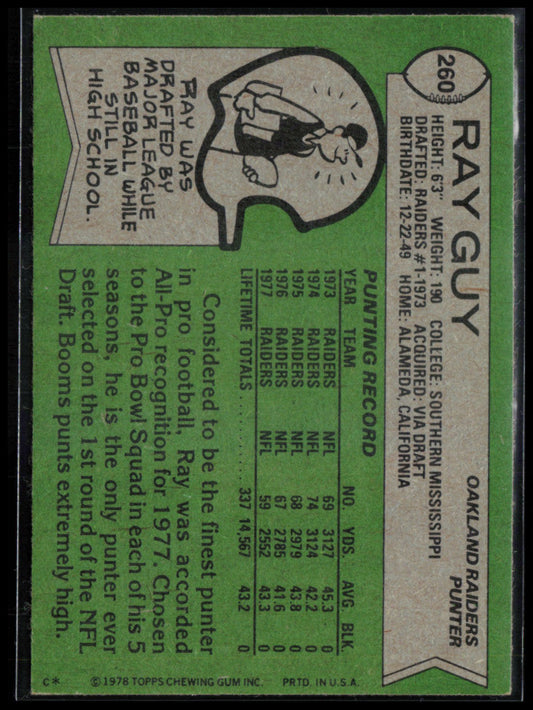 260
RAY GUY
OAKLAND RAIDERS
PUNTER
HEIGHT: 6'3" WEIGHT: 190 COLLEGE: SOUTHERN MISSISSIPPI
DRAFTED: RAIDERS #1-1973 ACQUIRED: VIA DRAFT
BIRTHDATE: 12-22-49 HOME: ALAMEDA, CALIFORNIA
RAY WAS
DRAFTED BY
MAJOR LEAGUE
BASEBALL WHILE
STILL IN
HIGH SCHOOL.
PUNTING RECORD
YEAR TEAM NO. YDS. AVG BLK.
1973 RAIDERS NFL 69 3127 45.3 0
1974 RAIDERS NFL 74 3124 42.2 0
1975 RAIDERS NFL 68 2979 43.8 0
1976 RAIDERS NFL 67 2785 41.6 0
1977 RAIDERS NFL 59 2552 43.3 0
LIFETIME TOTALS 337 14,567 43.2 0
Considered to be the finest punter
in pro football, Ray was accorded
All-Pro recognition for 1977. Chosen
to the Pro Bowl Squad in each of his 5
seasons, he is the only punter ever
selected on the 1st round of the NFL
Draft. Booms punts extremely high.
C* © 1978 TOPPS CHEWING GUM INC. PRTD. IN U.S.A.